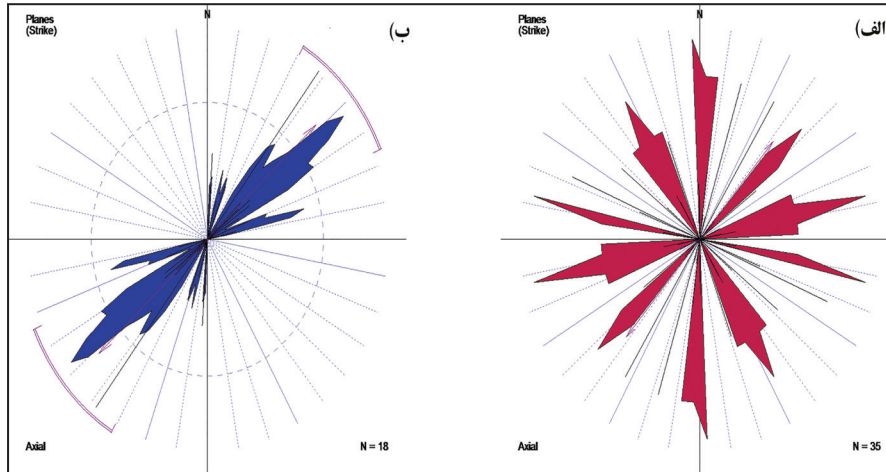 Planes
(Strike)
N
ب)
Axial
N = 18
Planes
(Strike)
N
الف)
Axial
N = 35